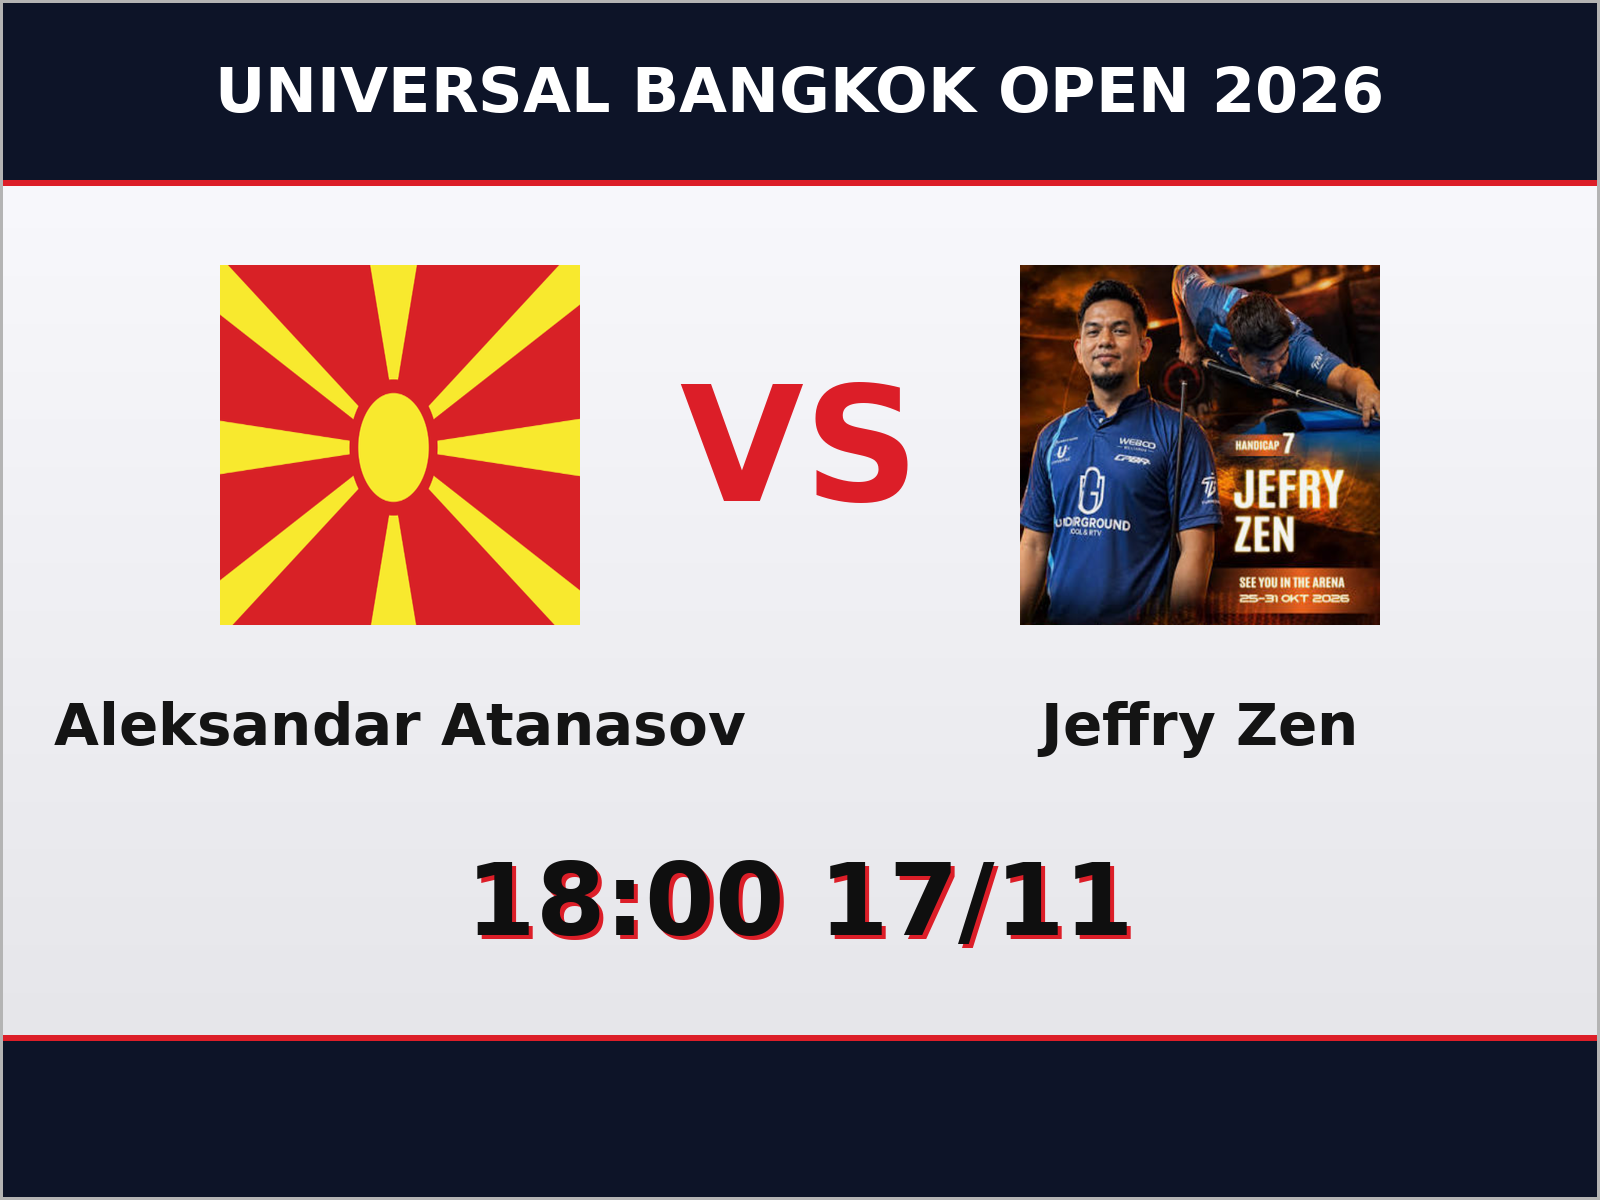 UNIVERSAL BANGKOK OPEN 2026
VS
WEBCO
HANDICAP 7
JEFRY
ZEN
SEE YOU IN THE ARENA
25-31 OKT 2026
Aleksandar Atanasov
Jeffry Zen
18:00 17/11